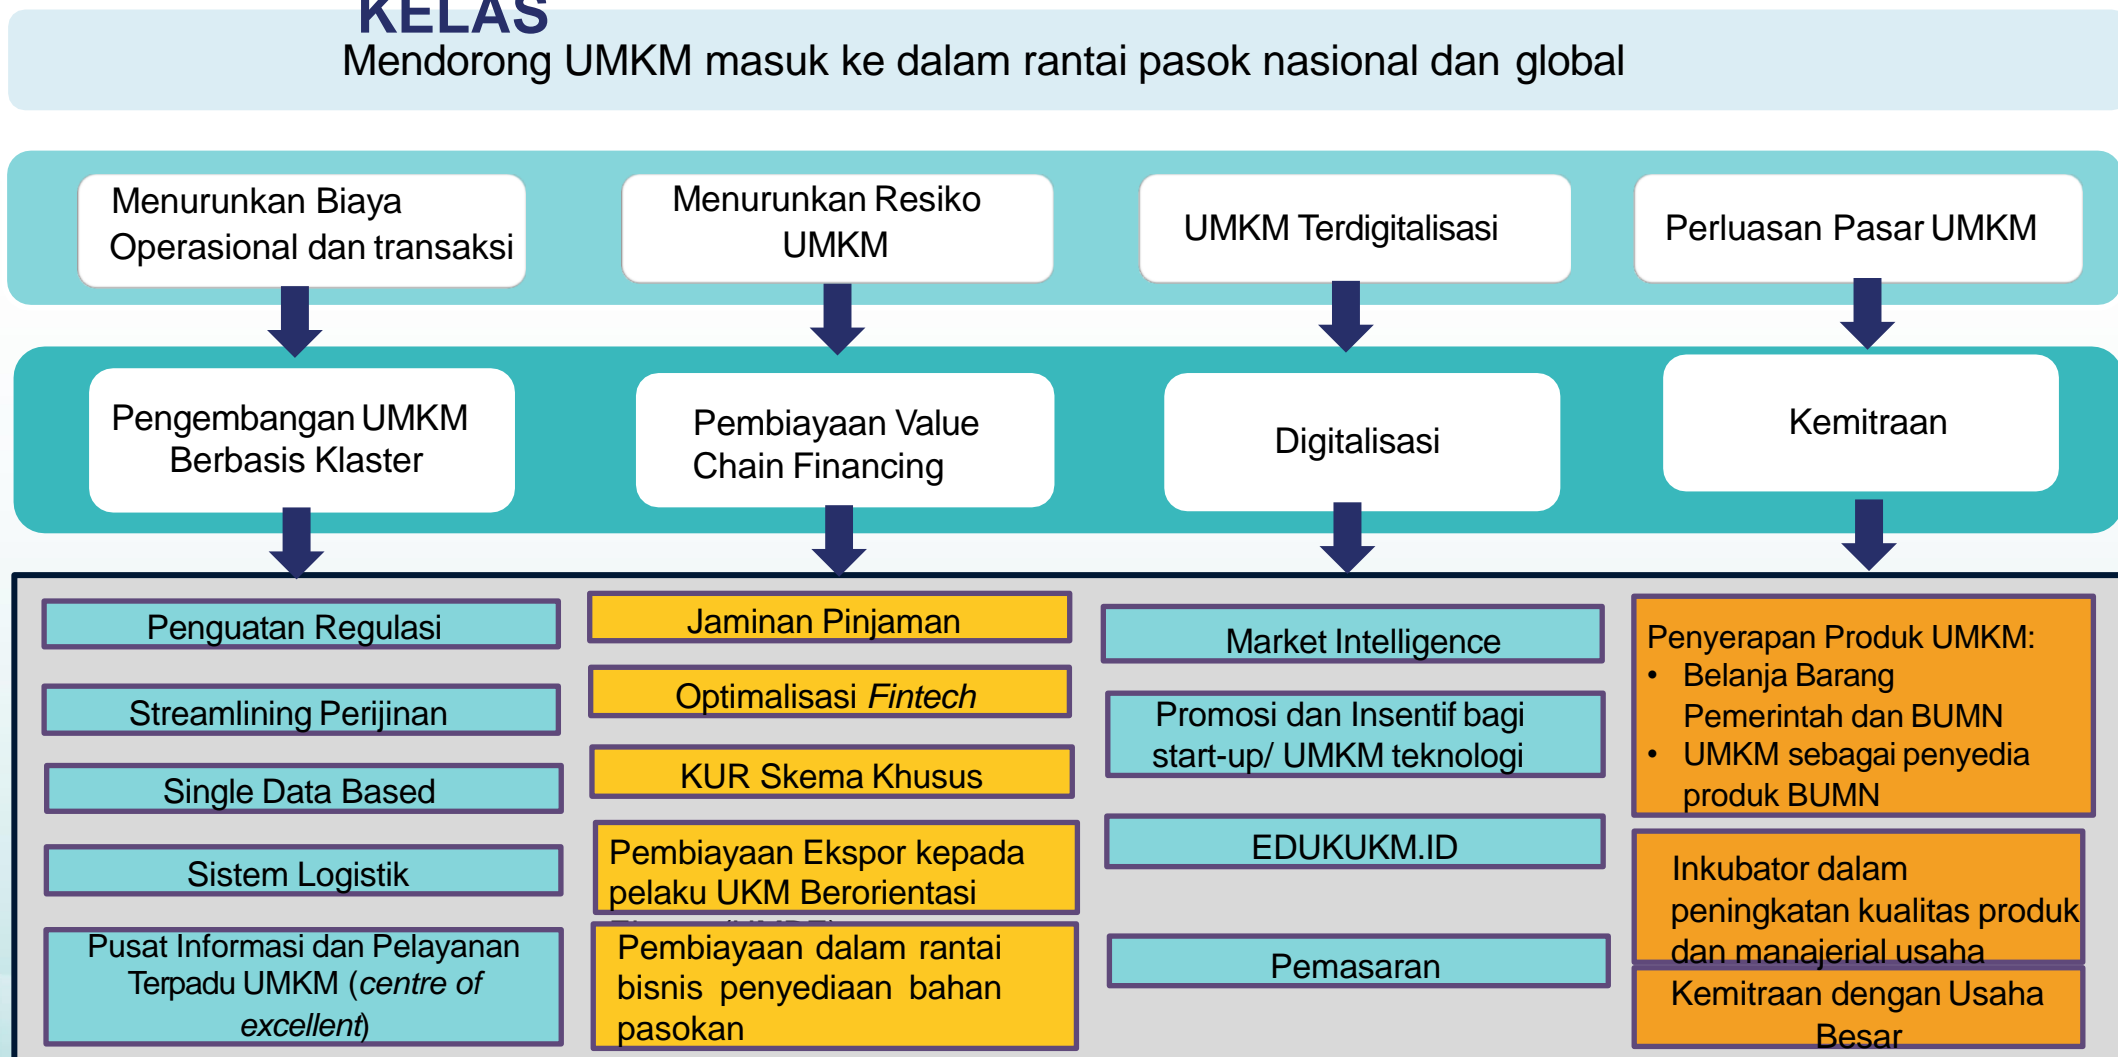 KELAS
Mendorong UMKM masuk ke dalam rantai pasok nasional dan global
Menurunkan Biaya
Operasional dan transaksi
Menurunkan Resiko
UMKM
UMKM Terdigitalisasi
Perluasan Pasar UMKM
Pengembangan UMKM
Berbasis Klaster
Pembiayaan Value
Chain Financing
Digitalisasi
Kemitraan
Penguatan Regulasi
Streamlining Perijinan
Single Data Based
Sistem Logistik
Pusat Informasi dan Pelayanan
Terpadu UMKM (centre of
excellent)
Jaminan Pinjaman
Optimalisasi Fintech
KUR Skema Khusus
Pembiayaan Ekspor kepada
pelaku UKM Berorientasi
Pembiayaan dalam rantai
bisnis penyediaan bahan
pasokan
Market Intelligence
Promosi dan Insentif bagi
start-up/ UMKM teknologi
EDUKUKM.ID
Pemasaran
Penyerapan Produk UMKM:
• Belanja Barang
Pemerintah dan BUMN
• UMKM sebagai penyedia
produk BUMN
Inkubator dalam
peningkatan kualitas produk
dan manajerial usaha
Kemitraan dengan Usaha
Besar